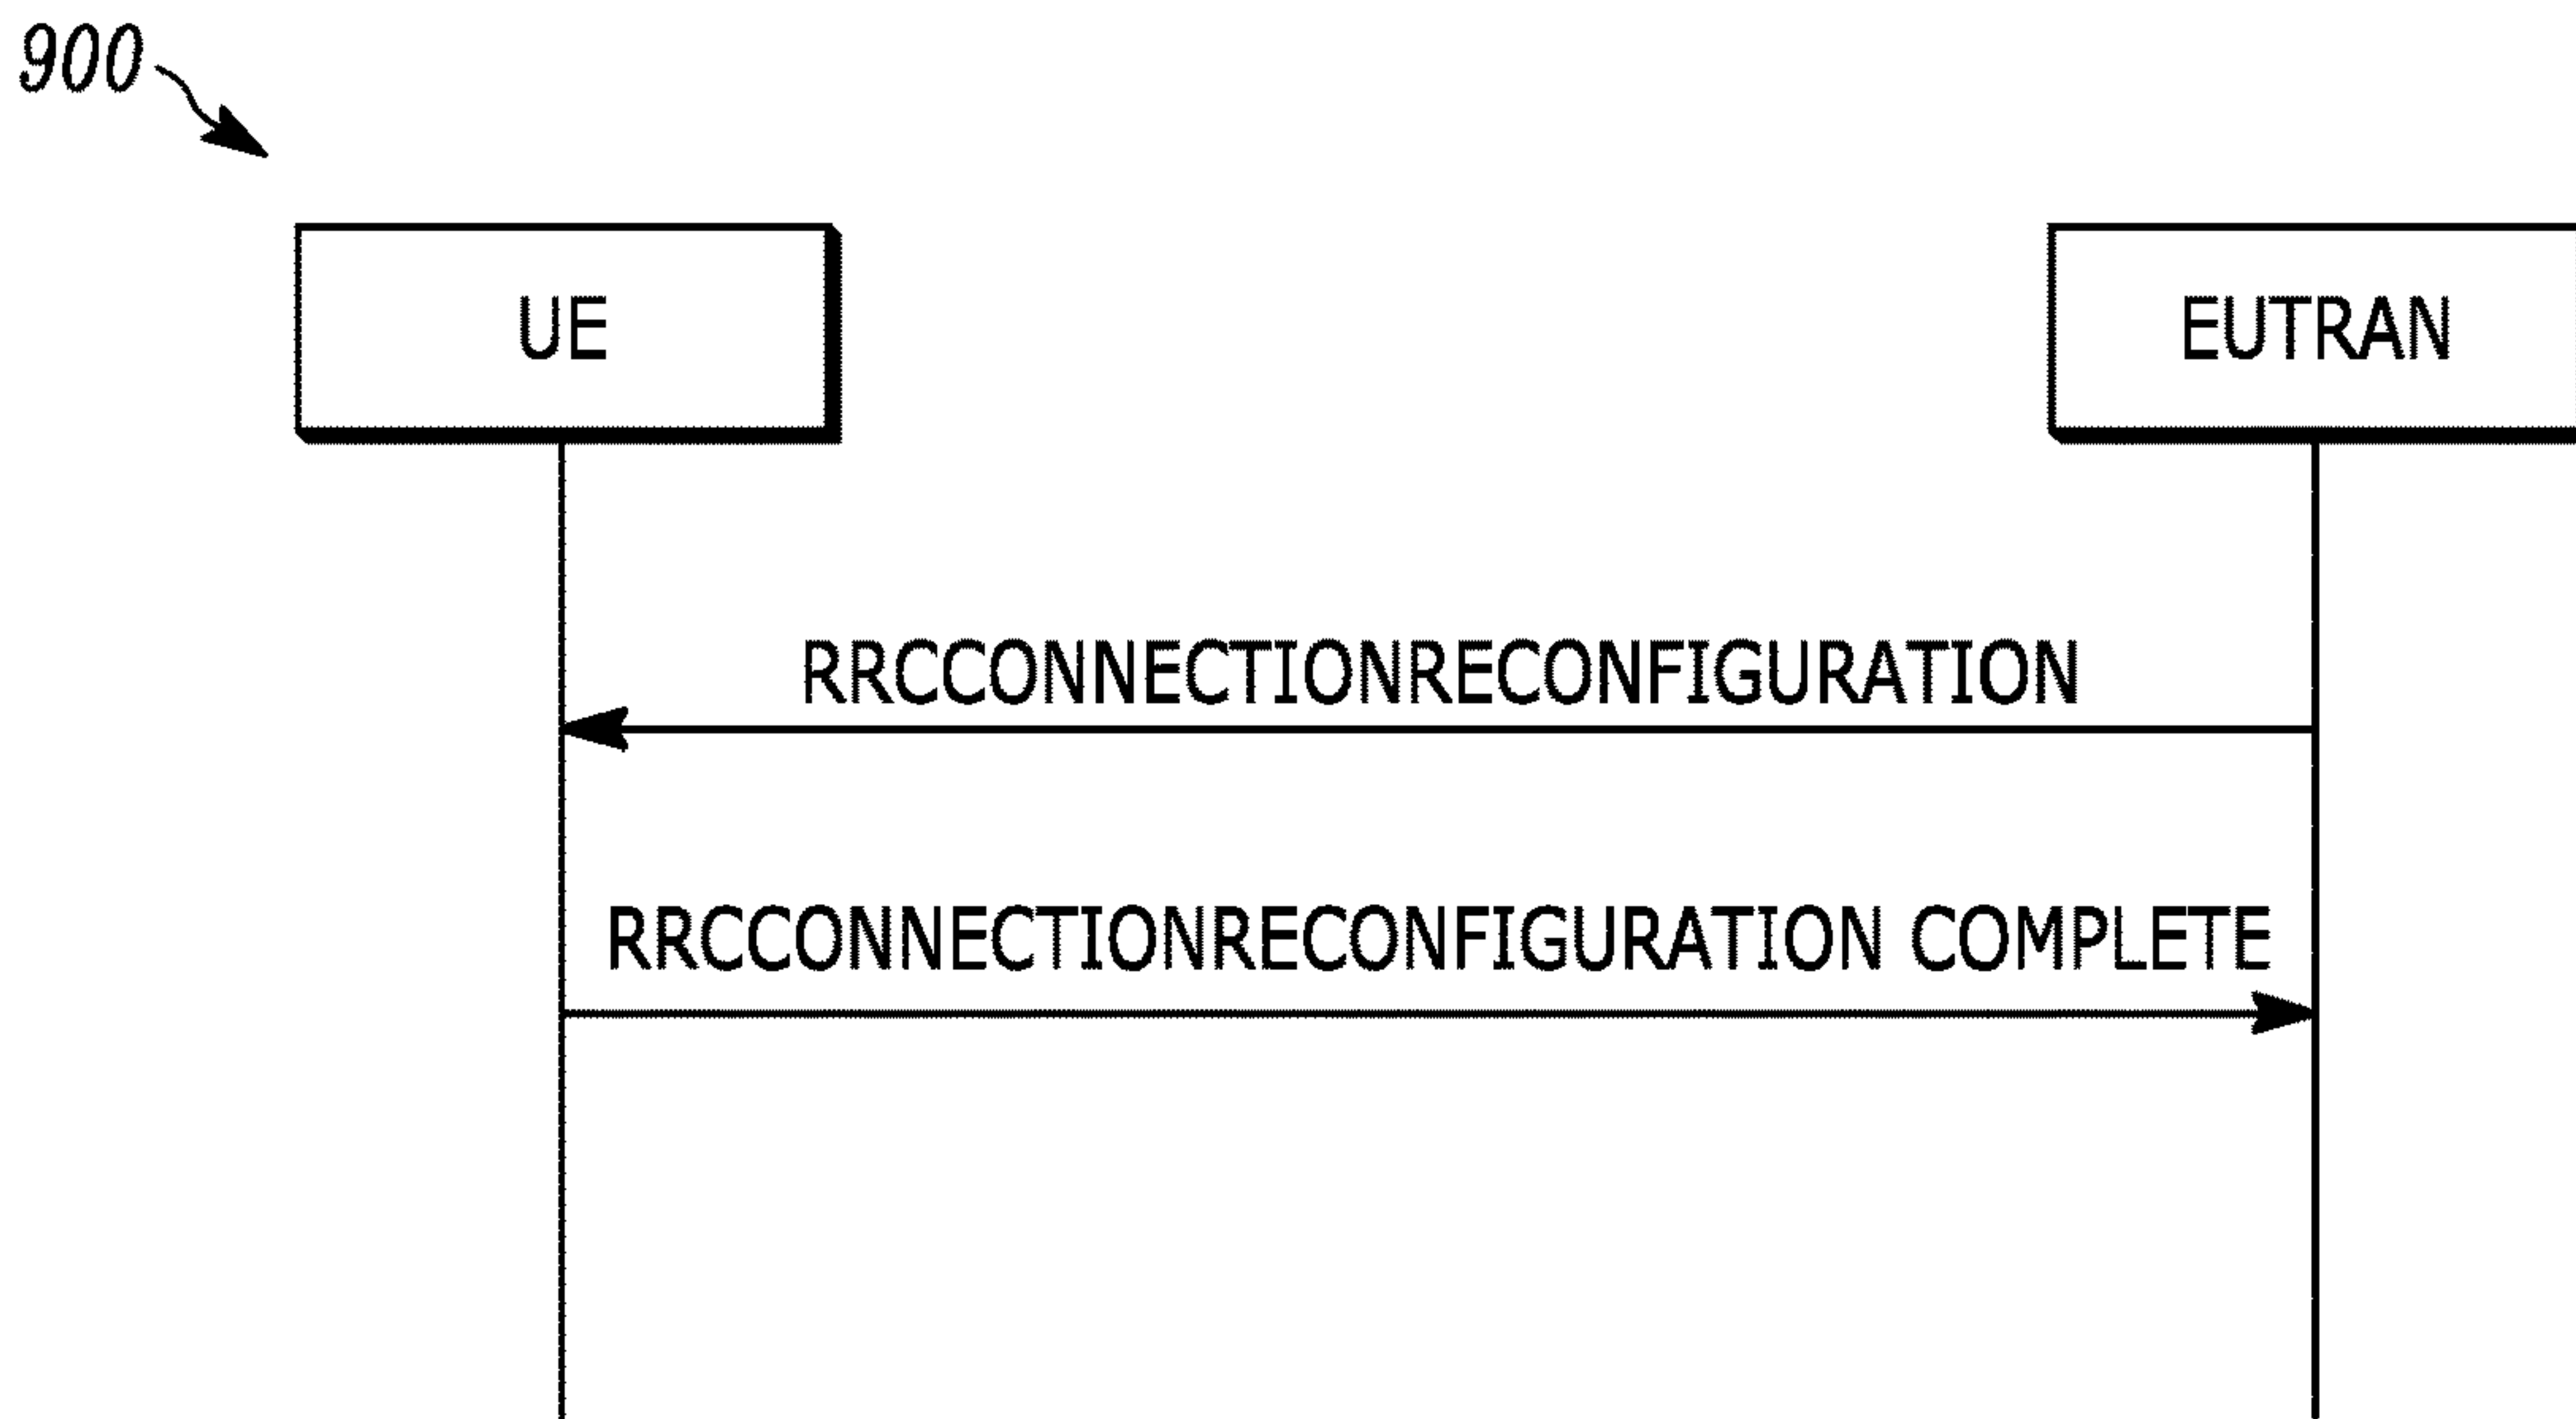 900
UE
EUTRAN
RRCCONNECTIONRECONFIGURATION
RRCCONNECTIONRECONFIGURATION COMPLETE